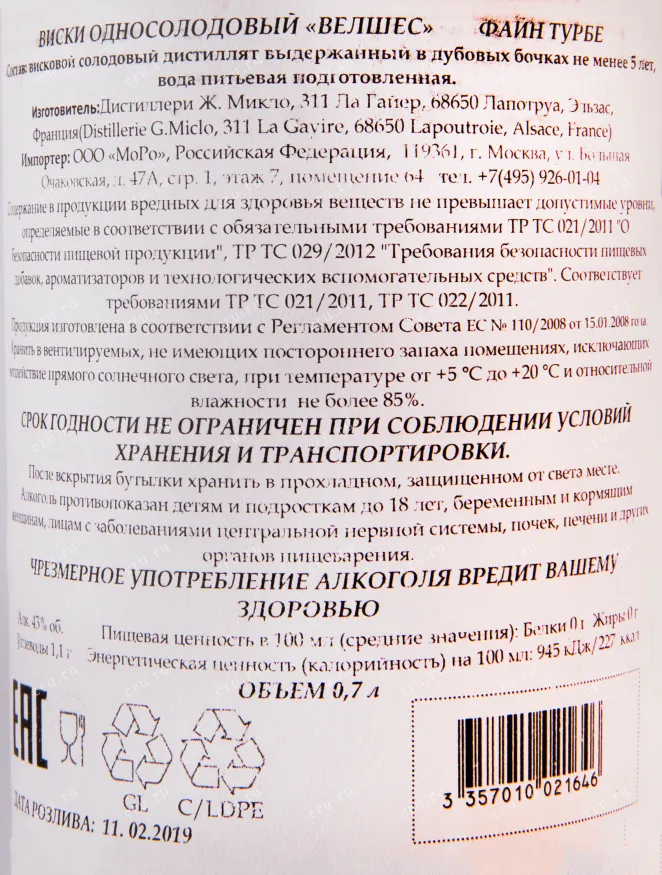 ВИСКИ ОДНОСОЛОДОВЫЙ «ВЕЛШЕС» ФАЙН ТУРБЕ
Состав: висковой солодовый дистиллят выдержанный в дубовых бочках не менее 5 лет,
вода питьевая подготовленная.
Изготовитель: Дистиллери Ж. Микло, 311 Ла Гайер, 68650 Лапотруа, Эльзас,
Франция(Distillerie G.Miclo, 311 La Gayire, 68650 Lapoutroie, Alsace, France)
Импортер: ООО «МоРо», Российская Федерация, 119361, г. Москва, ул. Большая
Очаковская, д. 47А, стр. 1, этаж 7, помещение 64 тел. +7(495) 926-01-04
Содержание в продукции вредных для здоровья веществ не превышает допустимые уровни,
определяемые в соответствии с обязательными требованиями ТР ТС 021/2011 "О
безопасности пищевой продукции", ТР ТС 029/2012 "Требования безопасности пищевых
добавок, ароматизаторов и технологических вспомогательных средств". Соответствует
требованиями ТР ТС 021/2011, ТР ТС 022/2011.
Продукция изготовлена в соответствии с Регламентом Совета ЕС № 110/2008 от 15.01.2008 года
Хранить в вентилируемых, не имеющих постороннего запаха помещениях, исключающих
воздействие прямого солнечного света, при температуре от +5 °С до +20 °С и относительной
влажности не более 85%.
СРОК ГОДНОСТИ НЕ ОГРАНИЧЕН ПРИ СОБЛЮДЕНИИ УСЛОВИЙ
ХРАНЕНИЯ И ТРАНСПОРТИРОВКИ.
После вскрытия бутылки хранить в прохладном, защищенном от света месте.
Алкоголь противопоказан детям и подросткам до 18 лет, беременным и кормящим
женщинам, лицам с заболеваниями центральной нервной системы, почек, печени и других
органов пищеварения.
ЧРЕЗМЕРНОЕ УПОТРЕБЛЕНИЕ АЛКОГОЛЯ ВРЕДИТ ВАШЕМУ
ЗДОРОВЬЮ
Алк. 43% об.
Углеводы 1,1 г
Пищевая ценность в 100 мл (средние значения): Белки 0 г Жиры 0 г
Энергетическая ценность (калорийность) на 100 мл: 945 кДж/227 ккал
ОБЪЕМ 0,7 л
ЕАС
GL
C/LDPE
3 357010 021646
ДАТА РОЗЛИВА: 11.02.2019